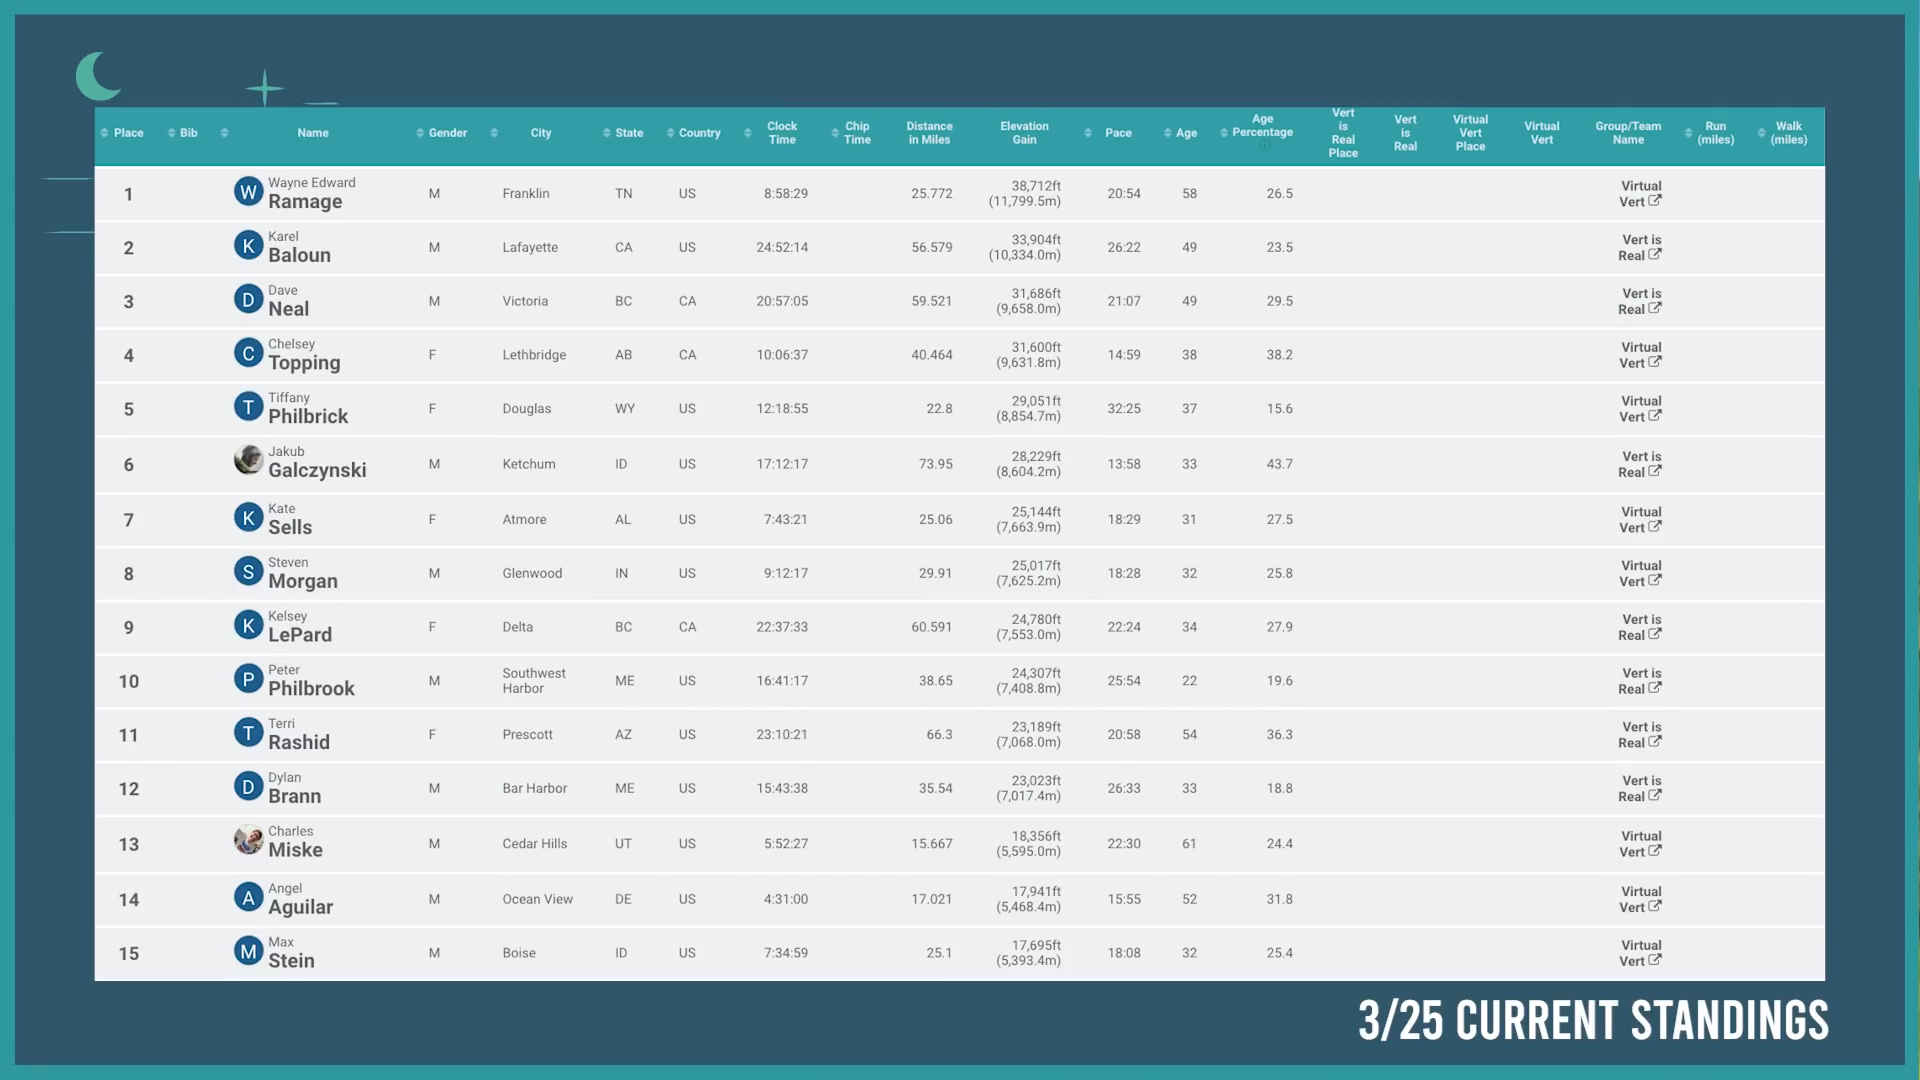 Place Bib Name Gender City State Country Clock Time Chip Time Distance in Miles Elevation Gain Pace Age Age Percentage Vert is Real Place Vert is Real Virtual Vert Place Virtual Vert Group/Team Name Run (miles) Walk (miles)
1 W Wayne Edward Ramage M Franklin TN US 8:58:29 25.772 38,712ft (11,799.5m) 20:54 58 26.5 Virtual Vert
2 K Karel Baloun M Lafayette CA US 24:52:14 56.579 33,904ft (10,334.0m) 26:22 49 23.5 Vert is Real
3 D Dave Neal M Victoria BC CA 20:57:05 59.521 31,686ft (9,658.0m) 21:07 49 29.5 Vert is Real
4 C Chelsey Topping F Lethbridge AB CA 10:06:37 40.464 31,600ft (9,631.8m) 14:59 38 38.2 Virtual Vert
5 T Tiffany Philbrick F Douglas WY US 12:18:55 22.8 29,051ft (8,854.7m) 32:25 37 15.6 Virtual Vert
6 Jakub Galczynski M Ketchum ID US 17:12:17 73.95 28,229ft (8,604.2m) 13:58 33 43.7 Vert is Real
7 K Kate Sells F Atmore AL US 7:43:21 25.06 25,144ft (7,663.9m) 18:29 31 27.5 Virtual Vert
8 S Steven Morgan M Glenwood IN US 9:12:17 29.91 25,017ft (7,625.2m) 18:28 32 25.8 Virtual Vert
9 K Kelsey LePard F Delta BC CA 22:37:33 60.591 24,780ft (7,553.0m) 22:24 34 27.9 Vert is Real
10 P Peter Philbrook M Southwest Harbor ME US 16:41:17 38.65 24,307ft (7,408.8m) 25:54 22 19.6 Vert is Real
11 T Terri Rashid F Prescott AZ US 23:10:21 66.3 23,189ft (7,068.0m) 20:58 54 36.3 Vert is Real
12 D Dylan Brann M Bar Harbor ME US 15:43:38 35.54 23,023ft (7,017.4m) 26:33 33 18.8 Vert is Real
13 Charles Miske M Cedar Hills UT US 5:52:27 15.667 18,356ft (5,595.0m) 22:30 61 24.4 Virtual Vert
14 A Angel Aguilar M Ocean View DE US 4:31:00 17.021 17,941ft (5,468.4m) 15:55 52 31.8 Virtual Vert
15 M Max Stein M Boise ID US 7:34:59 25.1 17,695ft (5,393.4m) 18:08 32 25.4 Virtual Vert
3/25 CURRENT STANDINGS